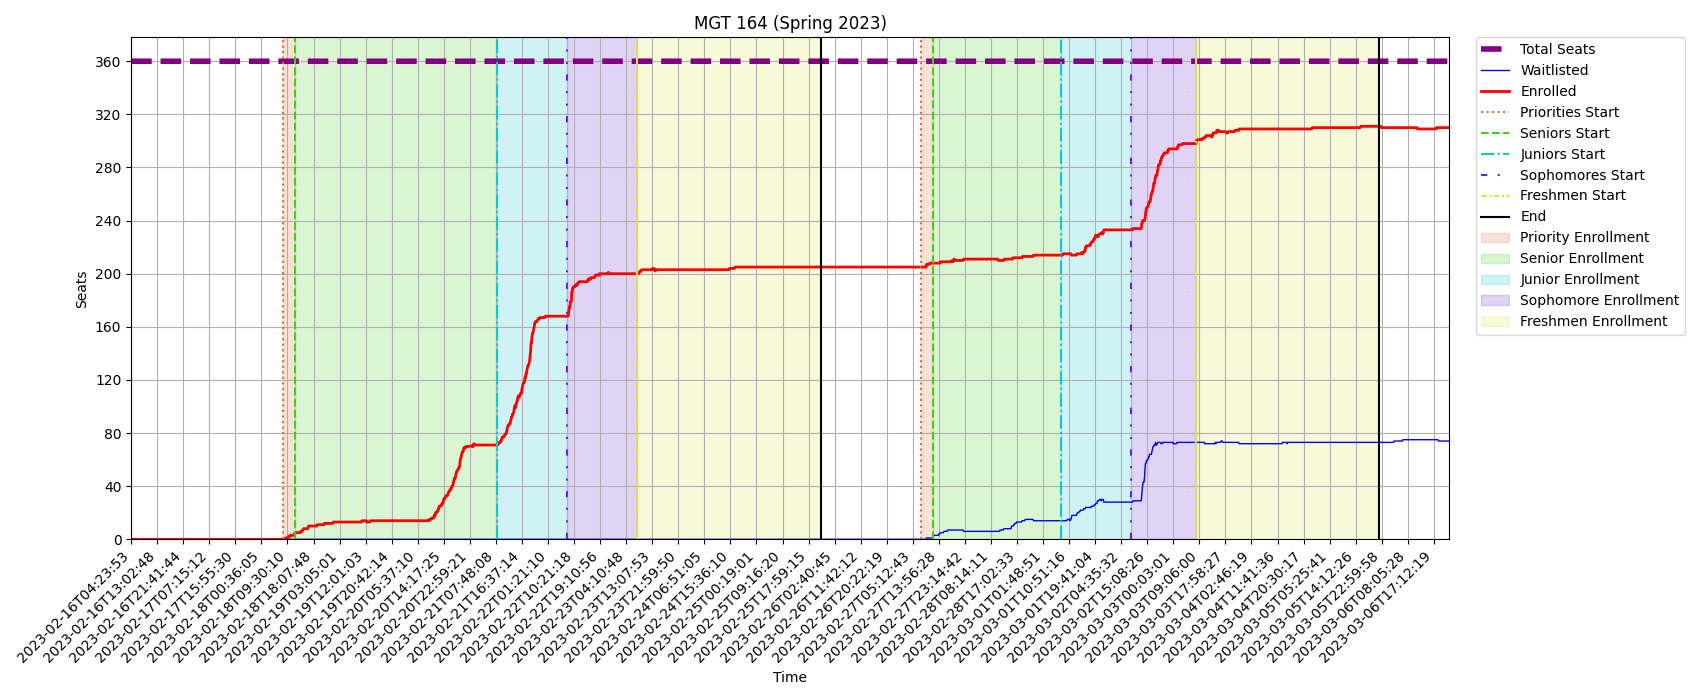 MGT 164 (Spring 2023)
Seats
360
320
280
240
200
160
120
80
40
0
2023-02-16T04:23:53
2023-02-16T13:02:48
2023-02-16T21:41:44
2023-02-17T07:15:12
2023-02-17T15:55:30
2023-02-18T00:36:05
2023-02-18T09:30:10
2023-02-18T18:07:48
2023-02-19T03:05:01
2023-02-19T12:01:03
2023-02-19T20:42:14
2023-02-20T05:37:10
2023-02-20T14:17:25
2023-02-20T22:59:21
2023-02-21T07:48:08
2023-02-21T16:37:14
2023-02-22T01:21:10
2023-02-22T10:21:18
2023-02-22T19:10:56
2023-02-23T04:10:48
2023-02-23T13:07:53
2023-02-23T21:59:50
2023-02-24T06:51:05
2023-02-24T15:36:10
2023-02-25T00:19:01
2023-02-25T09:16:20
2023-02-25T17:59:15
2023-02-26T02:40:45
2023-02-26T11:42:12
2023-02-26T20:22:19
2023-02-27T05:12:43
2023-02-27T13:56:28
2023-02-27T23:14:42
2023-02-28T08:14:11
2023-02-28T17:02:33
2023-03-01T01:48:51
2023-03-01T10:51:16
2023-03-01T19:41:04
2023-03-02T04:35:32
2023-03-02T15:08:26
2023-03-03T00:03:01
2023-03-03T09:06:00
2023-03-03T17:58:27
2023-03-04T02:46:19
2023-03-04T11:41:36
2023-03-04T20:30:17
2023-03-05T05:25:41
2023-03-05T14:12:26
2023-03-05T22:59:58
2023-03-06T08:05:28
2023-03-06T17:12:19
Time
Total Seats
Waitlisted
Enrolled
Priorities Start
Seniors Start
Juniors Start
Sophomores Start
Freshmen Start
End
Priority Enrollment
Senior Enrollment
Junior Enrollment
Sophomore Enrollment
Freshmen Enrollment